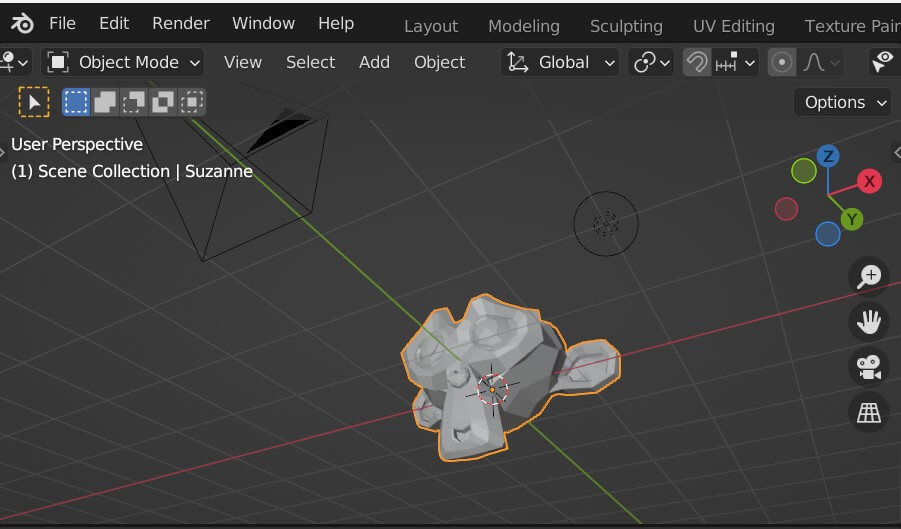 File Edit Render Window Help Layout Modeling Sculpting UV Editing Texture Pain
Object Mode View Select Add Object Global
Options
User Perspective
(1) Scene Collection | Suzanne
Z
X
Y